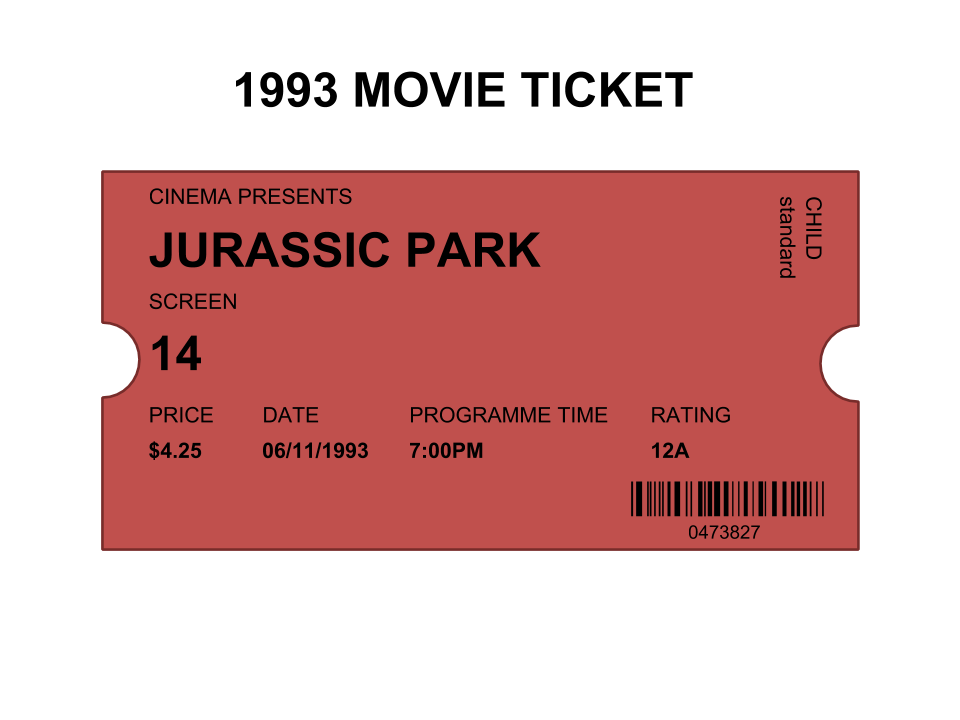 1993 MOVIE TICKET
CINEMA PRESENTS
JURASSIC PARK
CHILD
standard
SCREEN
14
PRICE DATE PROGRAMME TIME RATING
$4.25 06/11/1993 7:00PM 12A
0473827